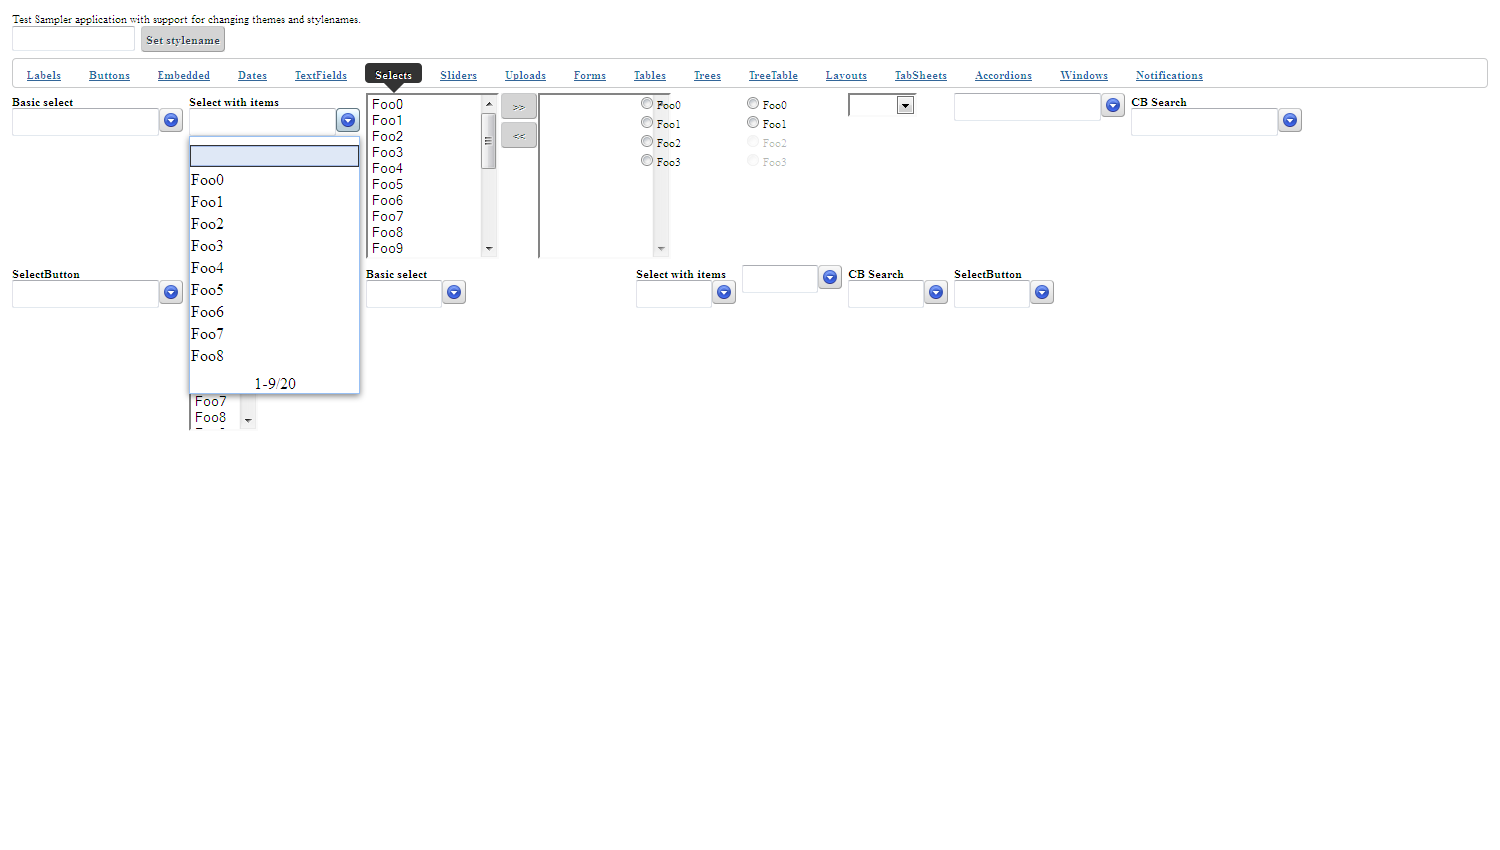 Test Sampler application with support for changing themes and stylenames.
Set stylename
Labels Buttons Embedded Dates TextFields Selects Sliders Uploads Forms Tables Trees TreeTable Layouts TabSheets Accordions Windows Notifications
Basic select
Select with items
Foo0
Foo1
Foo2
Foo3
Foo4
Foo5
Foo6
Foo7
Foo8
1-9/20
Foo0
Foo1
Foo2
Foo3
Foo4
Foo5
Foo6
Foo7
Foo8
Foo9
>>
<<
Foo0
Foo1
Foo2
Foo3
Foo0
Foo1
Foo2
Foo3
CB Search
SelectButton
Foo7
Foo8
Basic select
Select with items
CB Search
SelectButton